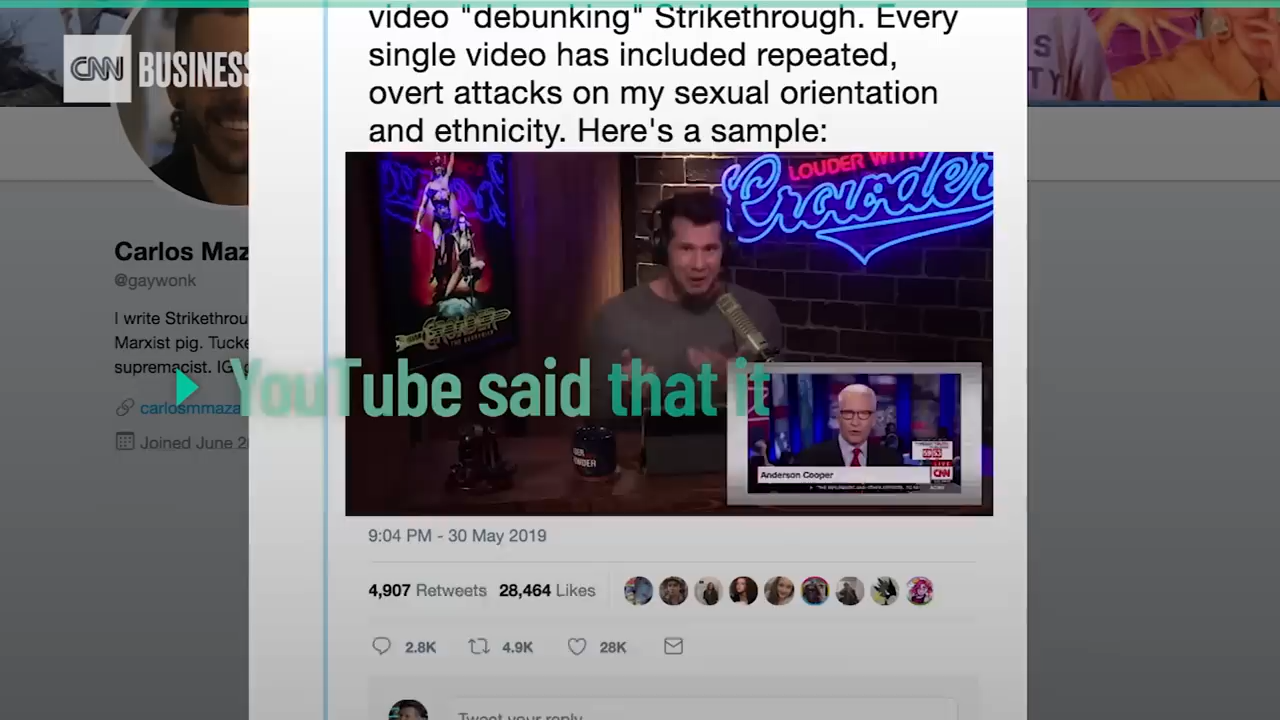 video "debunking" Strikethrough. Every
single video has included repeated,
overt attacks on my sexual orientation
and ethnicity. Here's a sample:
CNN BUSINESS
LOUDER WITH
Crowder
CROWDER
Carlos Maz
@gaywonk
I write Strikethrou
Marxist pig. Tucke
supremacist. IG
carlosmmaza
Joined June 2
YouTube said that it
Anderson Cooper
LIVE
CNN
9:04 PM - 30 May 2019
4,907 Retweets 28,464 Likes
2.8K 4.9K 28K
Tweet your reply